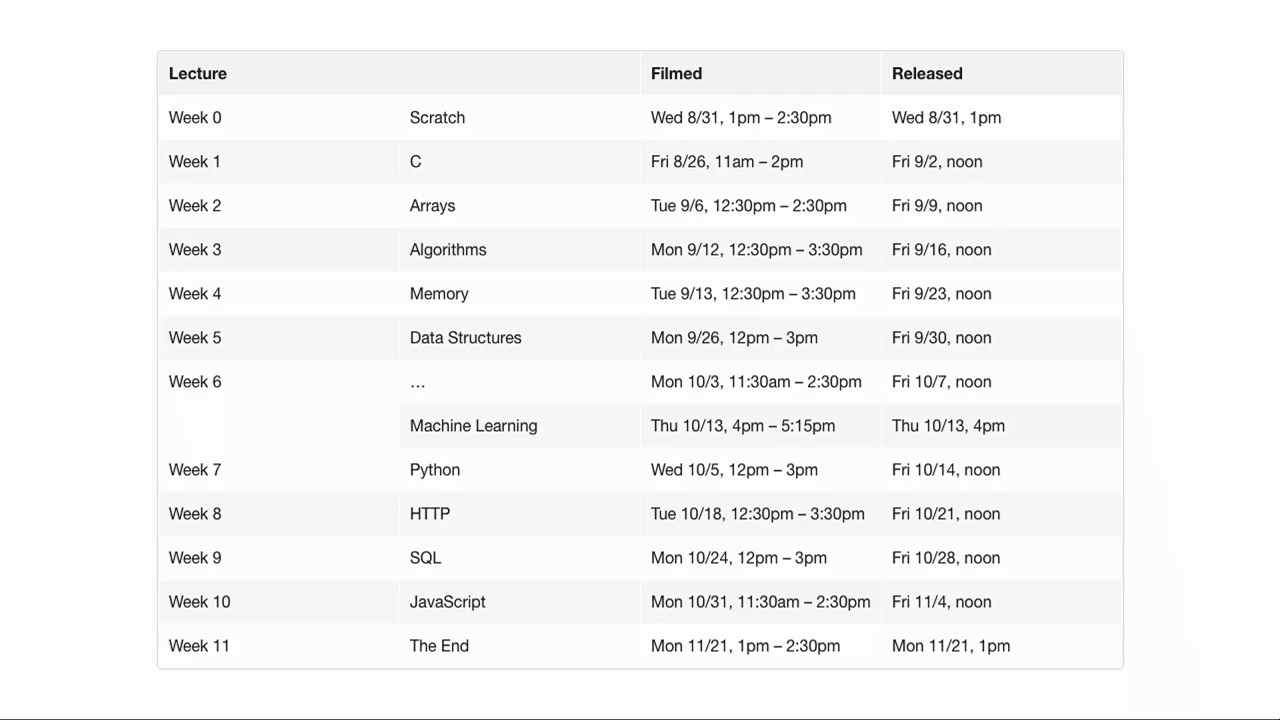 Lecture Filmed Released
Week 0 Scratch Wed 8/31, 1pm – 2:30pm Wed 8/31, 1pm
Week 1 C Fri 8/26, 11am – 2pm Fri 9/2, noon
Week 2 Arrays Tue 9/6, 12:30pm – 2:30pm Fri 9/9, noon
Week 3 Algorithms Mon 9/12, 12:30pm – 3:30pm Fri 9/16, noon
Week 4 Memory Tue 9/13, 12:30pm – 3:30pm Fri 9/23, noon
Week 5 Data Structures Mon 9/26, 12pm – 3pm Fri 9/30, noon
Week 6 … Mon 10/3, 11:30am – 2:30pm Fri 10/7, noon
Machine Learning Thu 10/13, 4pm – 5:15pm Thu 10/13, 4pm
Week 7 Python Wed 10/5, 12pm – 3pm Fri 10/14, noon
Week 8 HTTP Tue 10/18, 12:30pm – 3:30pm Fri 10/21, noon
Week 9 SQL Mon 10/24, 12pm – 3pm Fri 10/28, noon
Week 10 JavaScript Mon 10/31, 11:30am – 2:30pm Fri 11/4, noon
Week 11 The End Mon 11/21, 1pm – 2:30pm Mon 11/21, 1pm